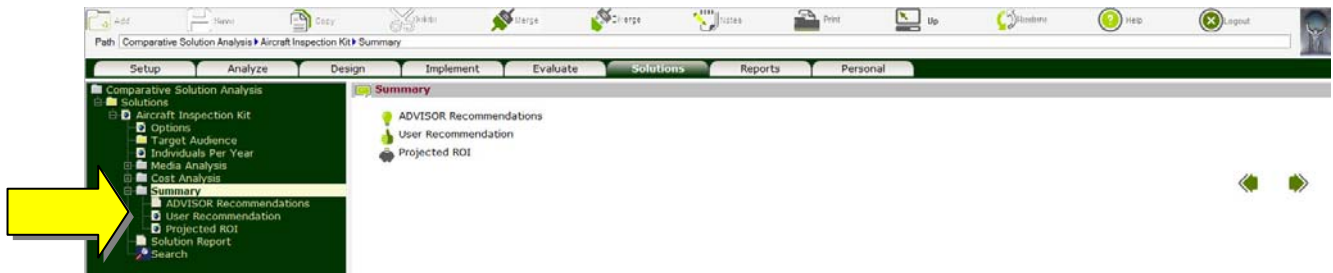 Add Copy Merge Notes Print Up Help Logout
Path Comparative Solution Analysis Aircraft Inspection Kit Summary
Setup Analyze Design Implement Evaluate Solutions Reports Personal
Comparative Solution Analysis
Summary
Solutions
Aircraft Inspection Kit
ADVISOR Recommendations
Options
User Recommendation
Target Audience
Individuals Per Year
Projected ROI
Media Analysis
Cost Analysis
Summary
ADVISOR Recommendations
User Recommendation
Projected ROI
Solution Report
Search